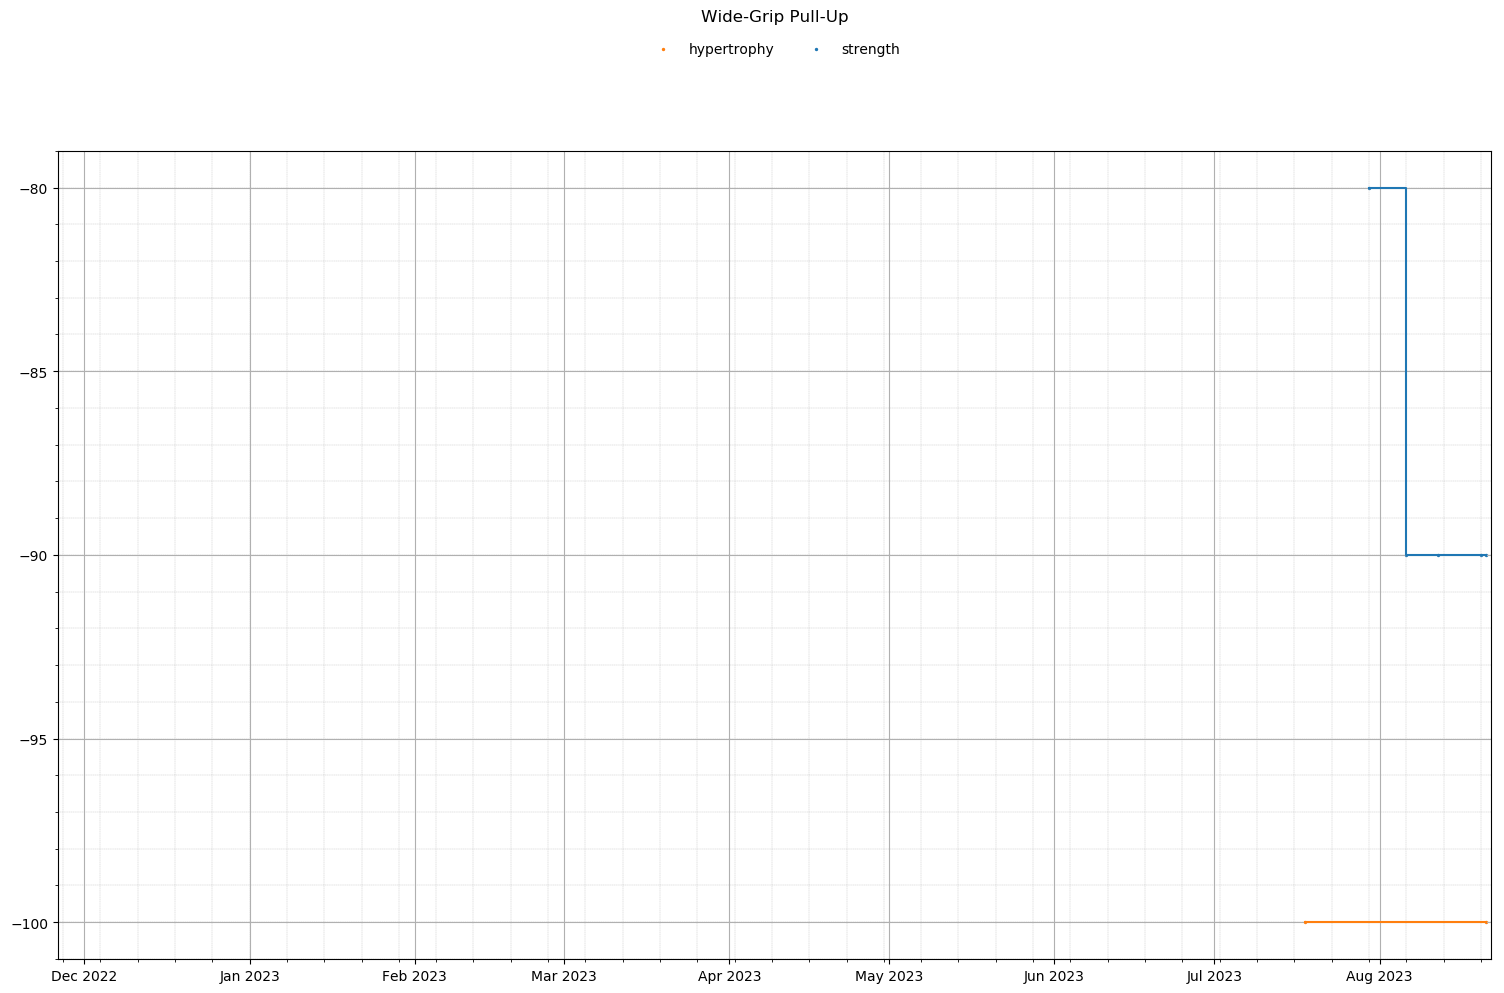 Wide-Grip Pull-Up
hypertrophy strength
−80
−85
−90
−95
−100
Dec 2022 Jan 2023 Feb 2023 Mar 2023 Apr 2023 May 2023 Jun 2023 Jul 2023 Aug 2023